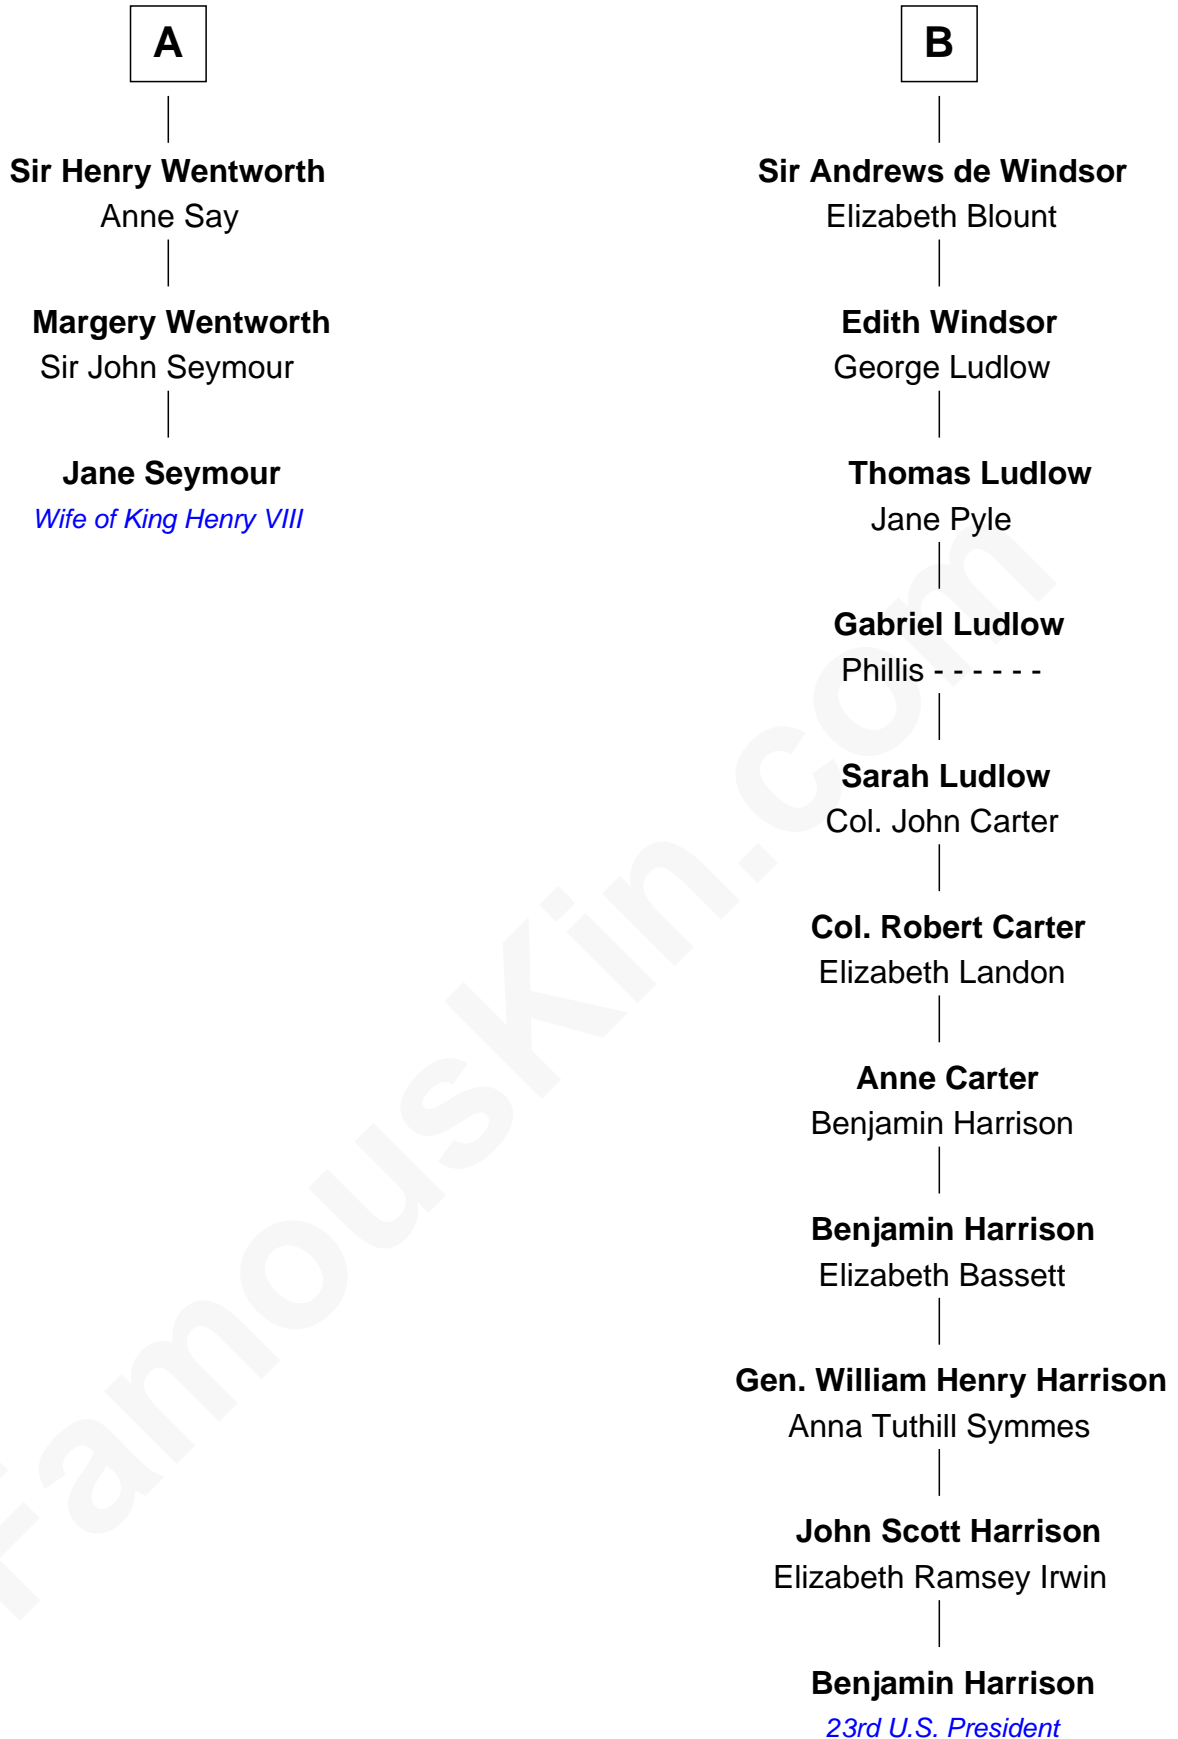 A
Sir Henry Wentworth
Anne Say
Margery Wentworth
Sir John Seymour
Jane Seymour
Wife of King Henry VIII
B
Sir Andrews de Windsor
Elizabeth Blount
Edith Windsor
George Ludlow
Thomas Ludlow
Jane Pyle
Gabriel Ludlow
Phillis - - - - - -
Sarah Ludlow
Col. John Carter
Col. Robert Carter
Elizabeth Landon
Anne Carter
Benjamin Harrison
Benjamin Harrison
Elizabeth Bassett
Gen. William Henry Harrison
Anna Tuthill Symmes
John Scott Harrison
Elizabeth Ramsey Irwin
Benjamin Harrison
23rd U.S. President
FamousKin.com